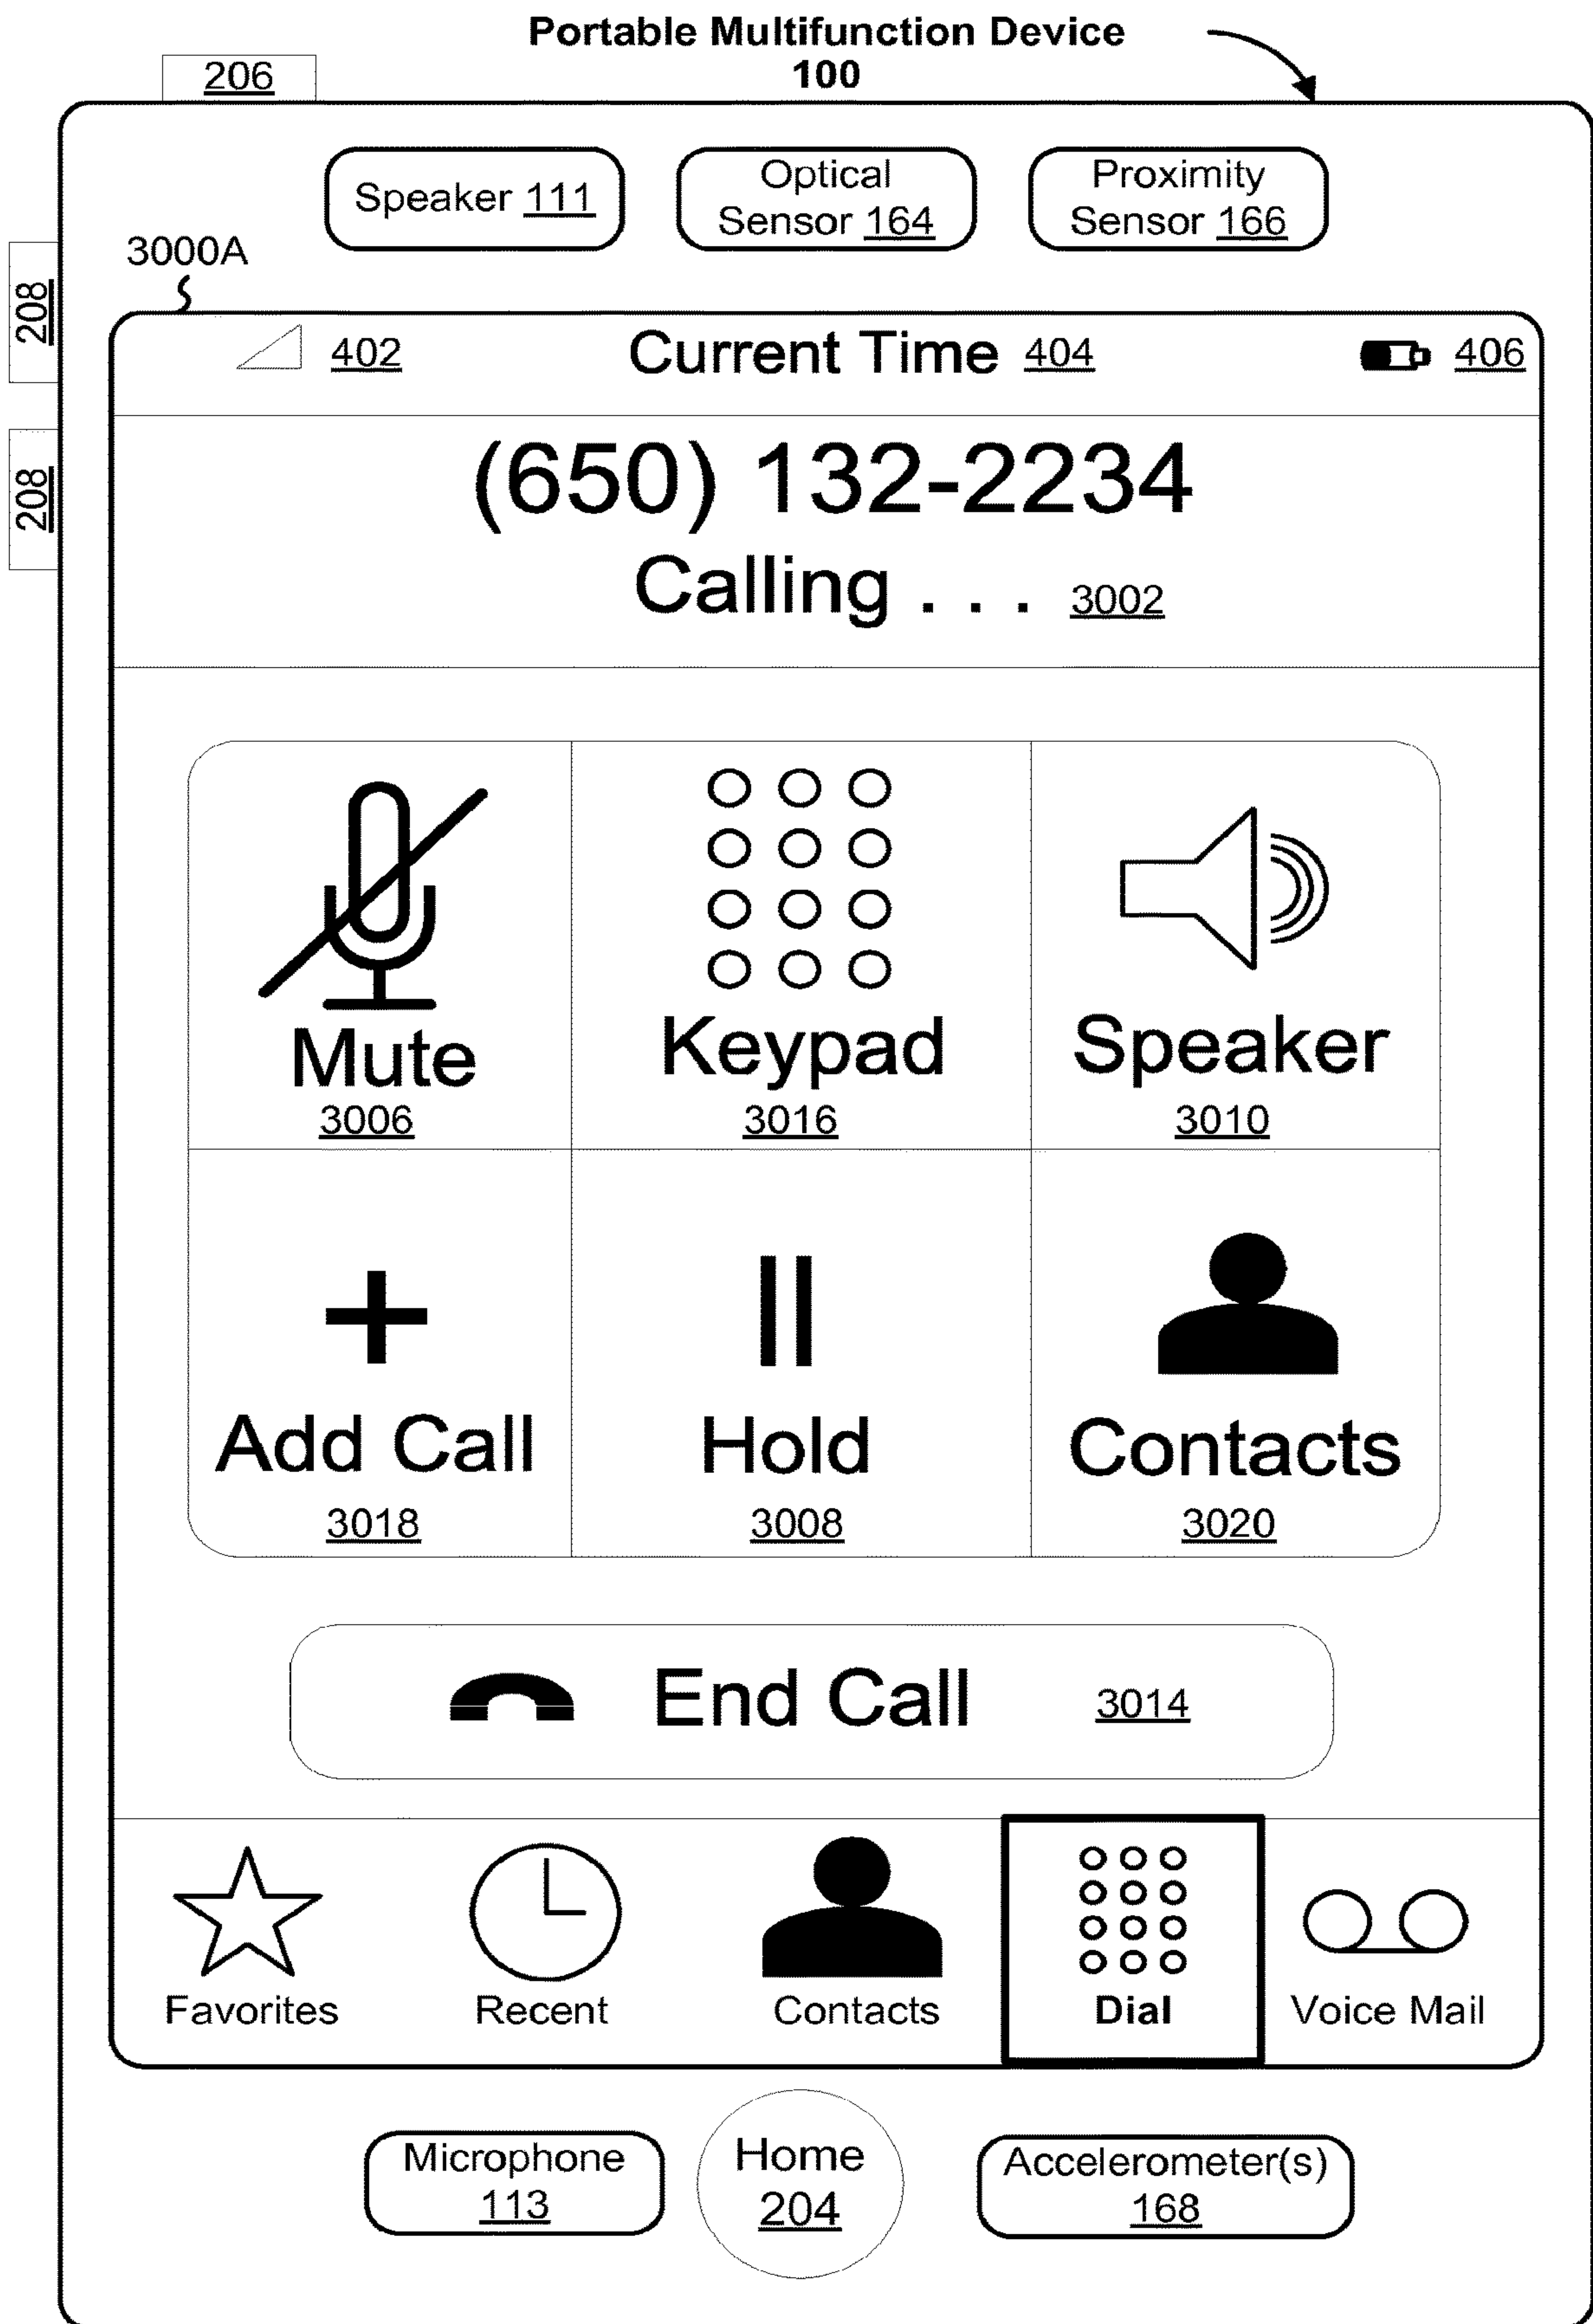 Portable Multifunction Device
100
206
Speaker 111
Optical
Sensor 164
Proximity
Sensor 166
3000A
208
208
402
Current Time 404
406
(650) 132-2234
Calling . . . 3002
Mute
3006
Keypad
3016
Speaker
3010
Add Call
3018
Hold
3008
Contacts
3020
End Call 3014
Favorites
Recent
Contacts
Dial
Voice Mail
Microphone
113
Home
204
Accelerometer(s)
168